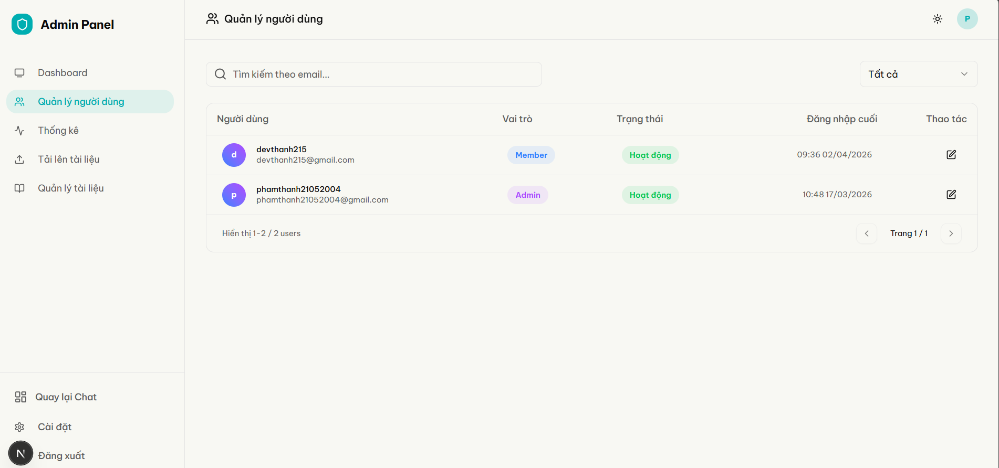 Admin Panel
Dashboard
Quản lý người dùng
Thống kê
Tải lên tài liệu
Quản lý tài liệu
Quay lại Chat
Cài đặt
N
Đăng xuất
Quản lý người dùng
P
Tìm kiếm theo email...
Tất cả
Người dùng Vai trò Trạng thái Đăng nhập cuối Thao tác
d
devthanh215
devthanh215@gmail.com
Member Hoạt động 09:36 02/04/2026
p
phamthanh21052004
phamthanh21052004@gmail.com
Admin Hoạt động 10:48 17/03/2026
Hiển thị 1-2 / 2 users
Trang 1 / 1